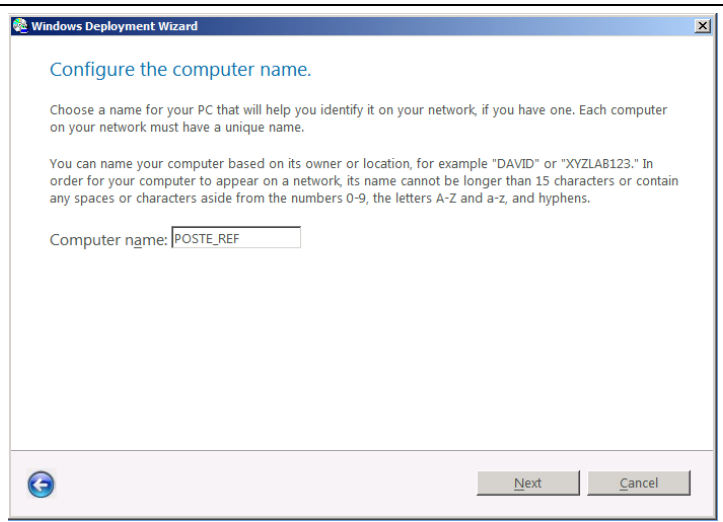 Windows Deployment Wizard
Configure the computer name.
Choose a name for your PC that will help you identify it on your network, if you have one. Each computer
on your network must have a unique name.
You can name your computer based on its owner or location, for example "DAVID" or "XYZLAB123." In
order for your computer to appear on a network, its name cannot be longer than 15 characters or contain
any spaces or characters aside from the numbers 0-9, the letters A-Z and a-z, and hyphens.
Computer name: POSTE_REF
Next Cancel